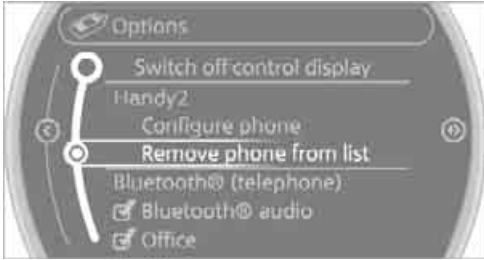 Options
Switch off control display
Handy2
Configure phone
Remove phone from list
Bluetooth® (telephone)
Bluetooth® audio
Office